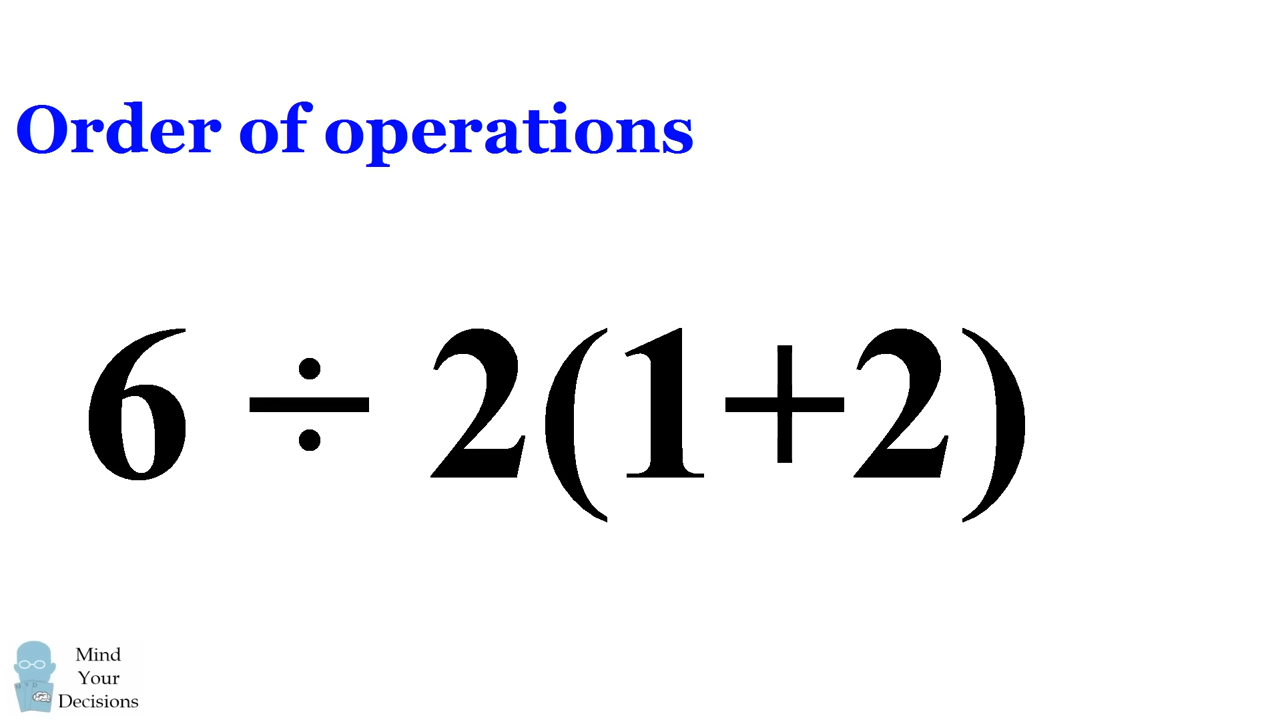 Order of operations
6 ÷ 2(1+2)
Mind
Your
Decisions